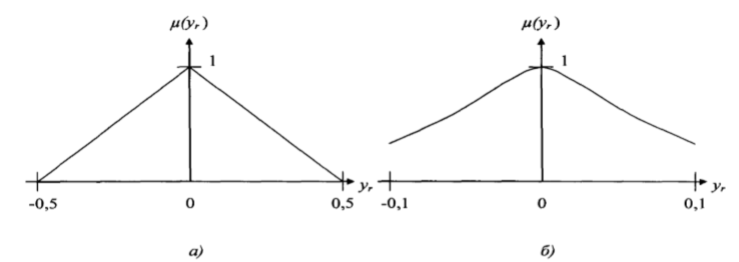 μ(yᵣ) μ(yᵣ)
1 1
yᵣ yᵣ
-0,5 0 0,5 -0,1 0 0,1
а) б)